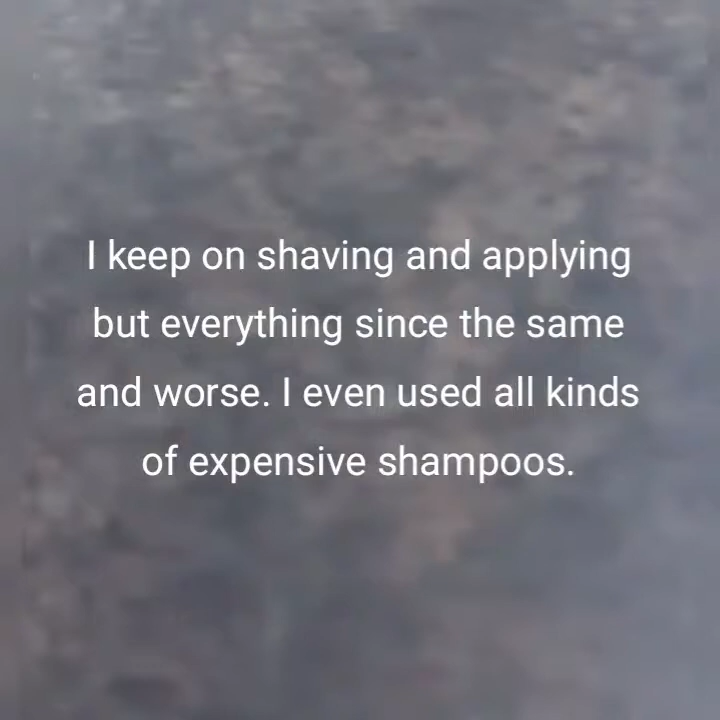 I keep on shaving and applying
but everything since the same
and worse. I even used all kinds
of expensive shampoos.